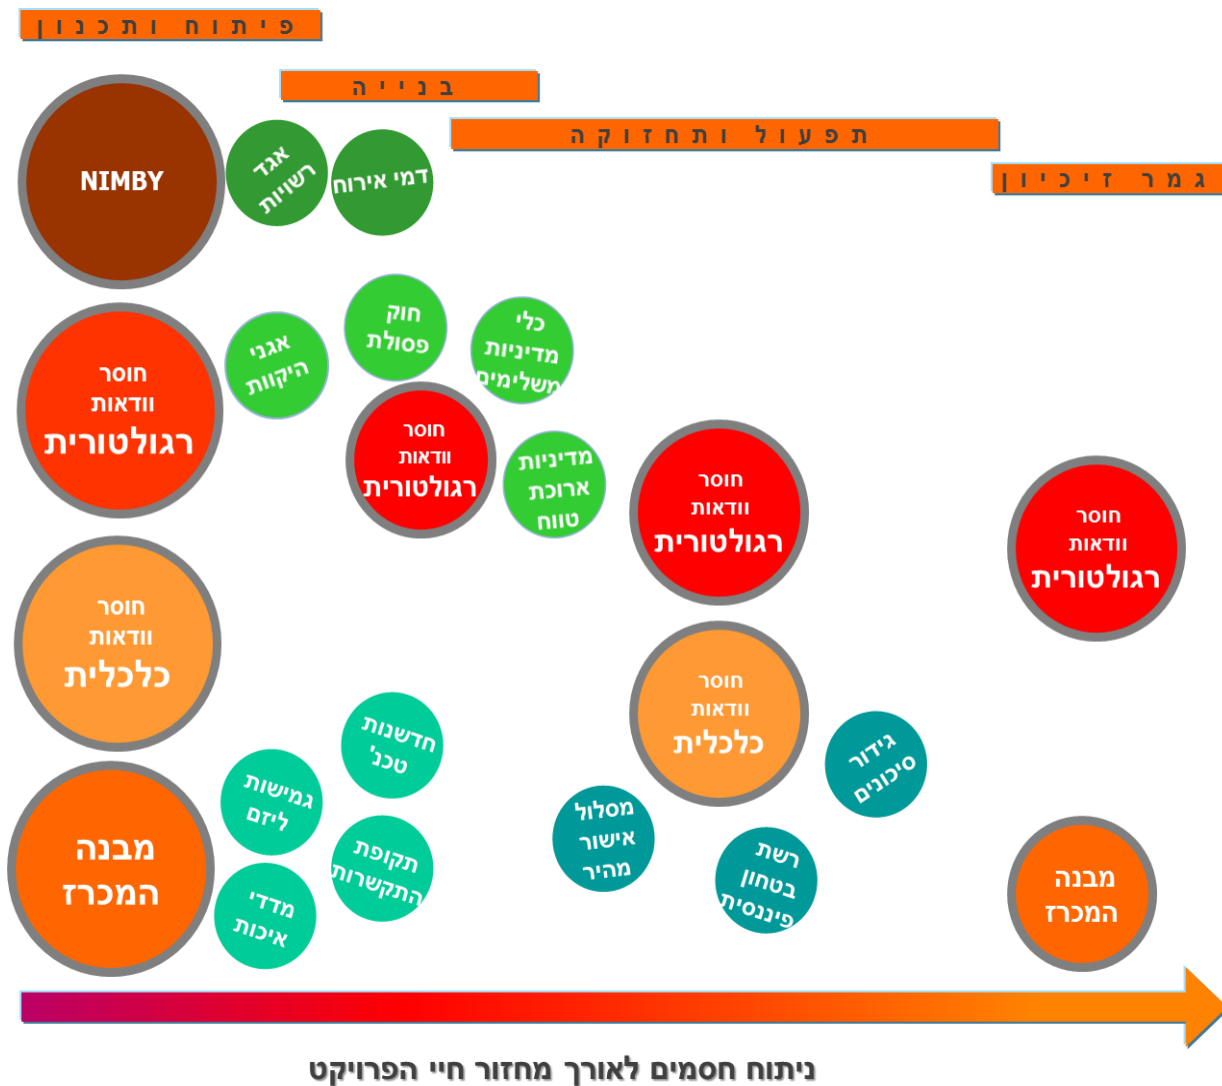 פיתוח ותכנון
בנייה
תפעול ותחזוקה
גמר זיכיון
NIMBY
אגד
רשויות
דמי אירוח
חוסר
וודאות
רגולטורית
אגני
היקוות
חוק
פסולת
כלי
מדיניות
משלימים
חוסר
וודאות
רגולטורית
מדיניות
ארוכת
טווח
חוסר
וודאות
רגולטורית
חוסר
וודאות
רגולטורית
חוסר
וודאות
כלכלית
חוסר
וודאות
כלכלית
מבנה
המכרז
גמישות
ליזם
חדשנות
טכנ'
מדדי
איכות
תקופת
התקשרות
מסלול
אישור
מהיר
רשת
בטחון
פיננסית
גידור
סיכונים
מבנה
המכרז
ניתוח חסמים לאורך מחזור חיי הפרויקט